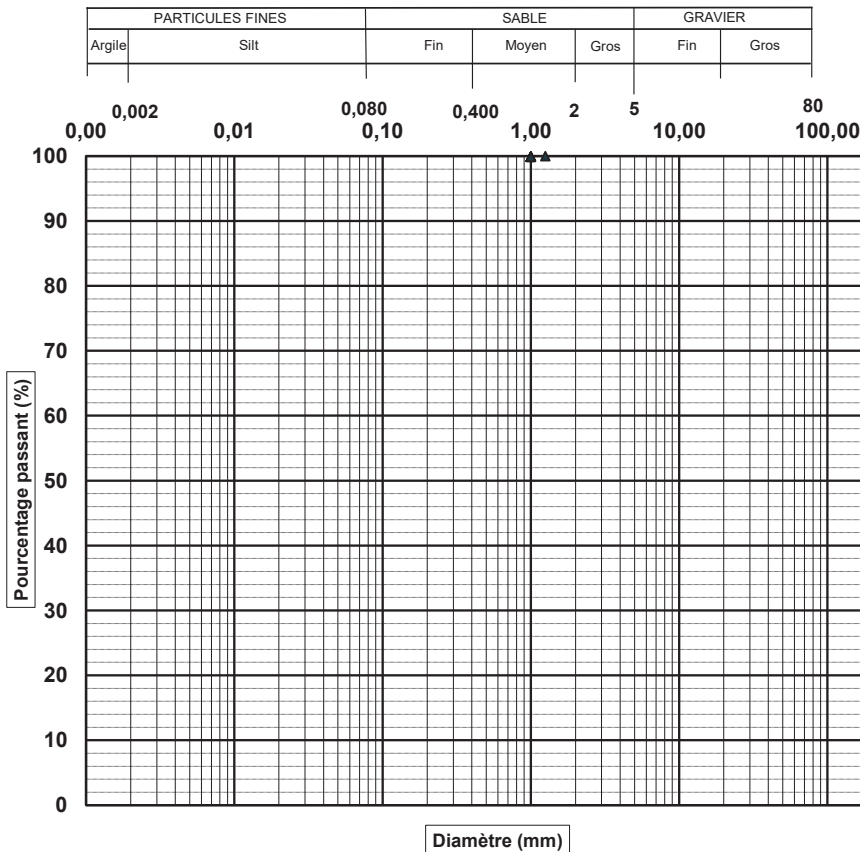 PARTICULES FINES SABLE GRAVIER
Argile Silt Fin Moyen Gros Fin Gros
0,002 0,080 0,400 2 5 80
0,00 0,01 0,10 1,00 10,00 100,00
100
90
80
70
60
50
40
30
20
10
0
Pourcentage passant (%)
Diamètre (mm)